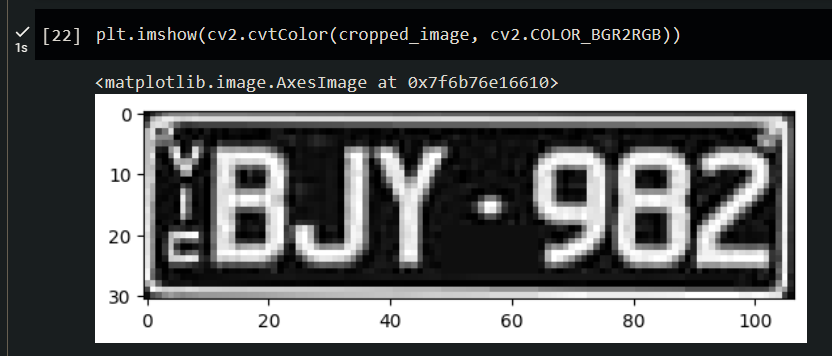 [22] plt.imshow(cv2.cvtColor(cropped_image, cv2.COLOR_BGR2RGB))
1s
<matplotlib.image.AxesImage at 0x7f6b76e16610>
0
10
20
30
VIC
BJY·982
0 20 40 60 80 100